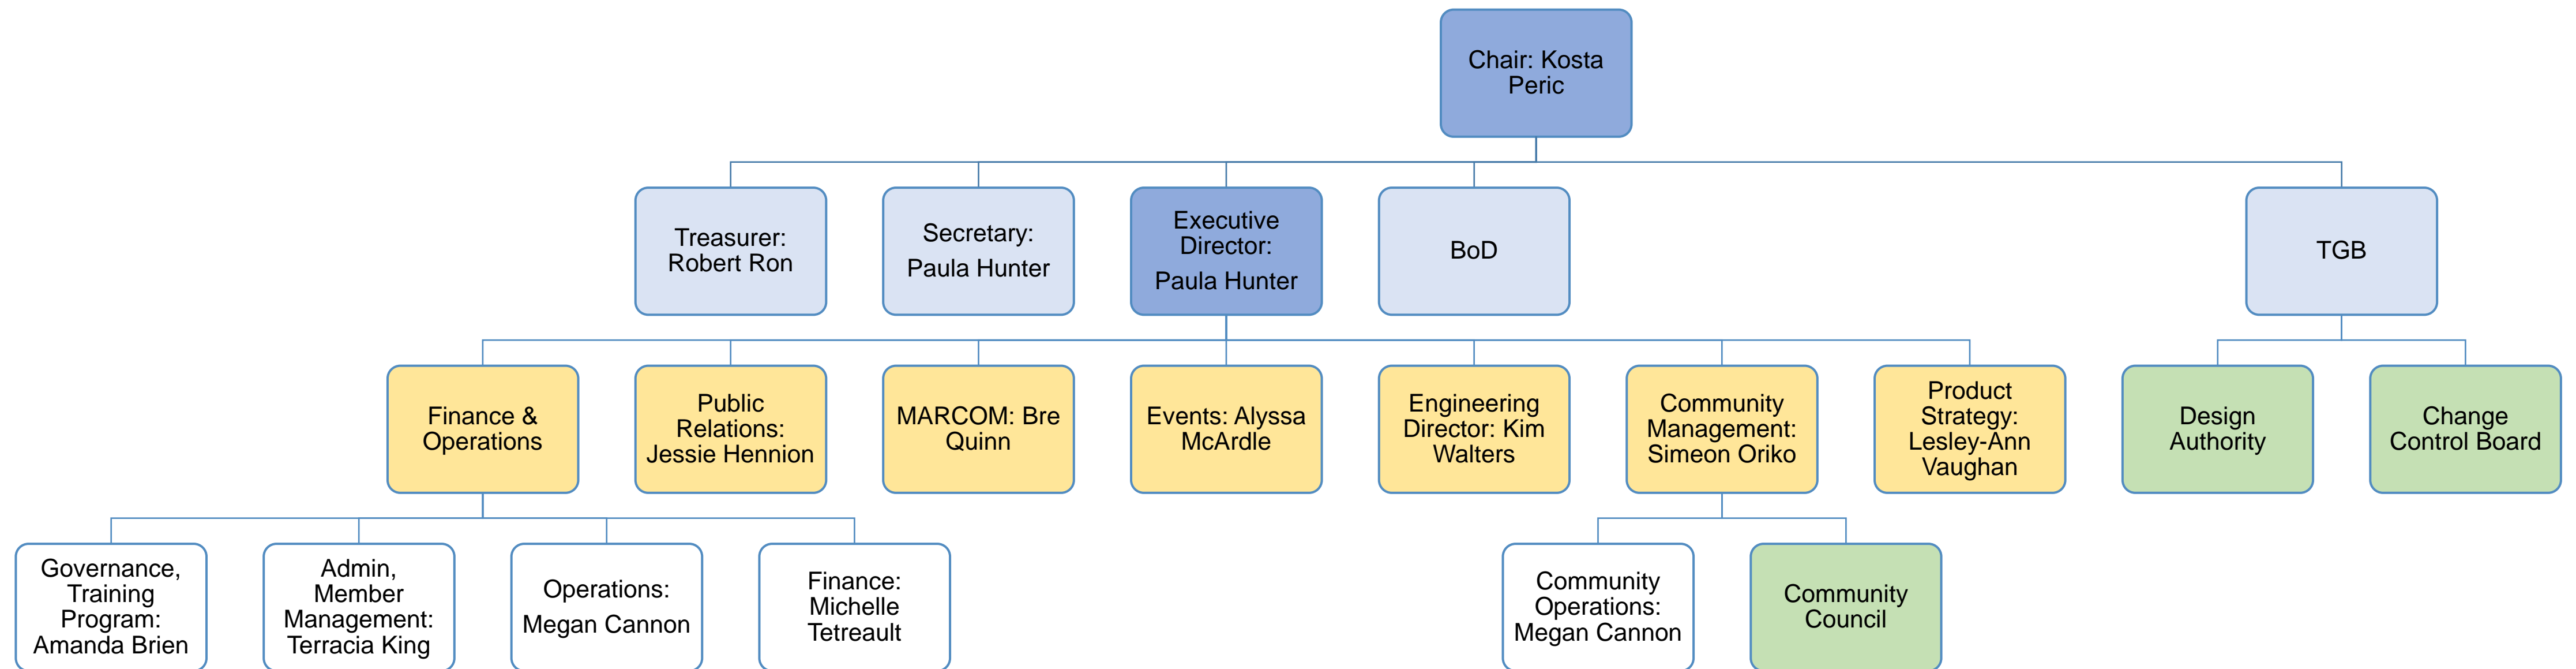 Chair: Kosta
Peric
Treasurer:
Robert Ron
Secretary:
Paula Hunter
Executive
Director:
Paula Hunter
BoD
TGB
Finance &
Operations
Public
Relations:
Jessie Hennion
MARCOM: Bre
Quinn
Events: Alyssa
McArdle
Engineering
Director: Kim
Walters
Community
Management:
Simeon Oriko
Product
Strategy:
Lesley-Ann
Vaughan
Design
Authority
Change
Control Board
Governance,
Training
Program:
Amanda Brien
Admin,
Member
Management:
Terracia King
Operations:
Megan Cannon
Finance:
Michelle
Tetreault
Community
Operations:
Megan Cannon
Community
Council